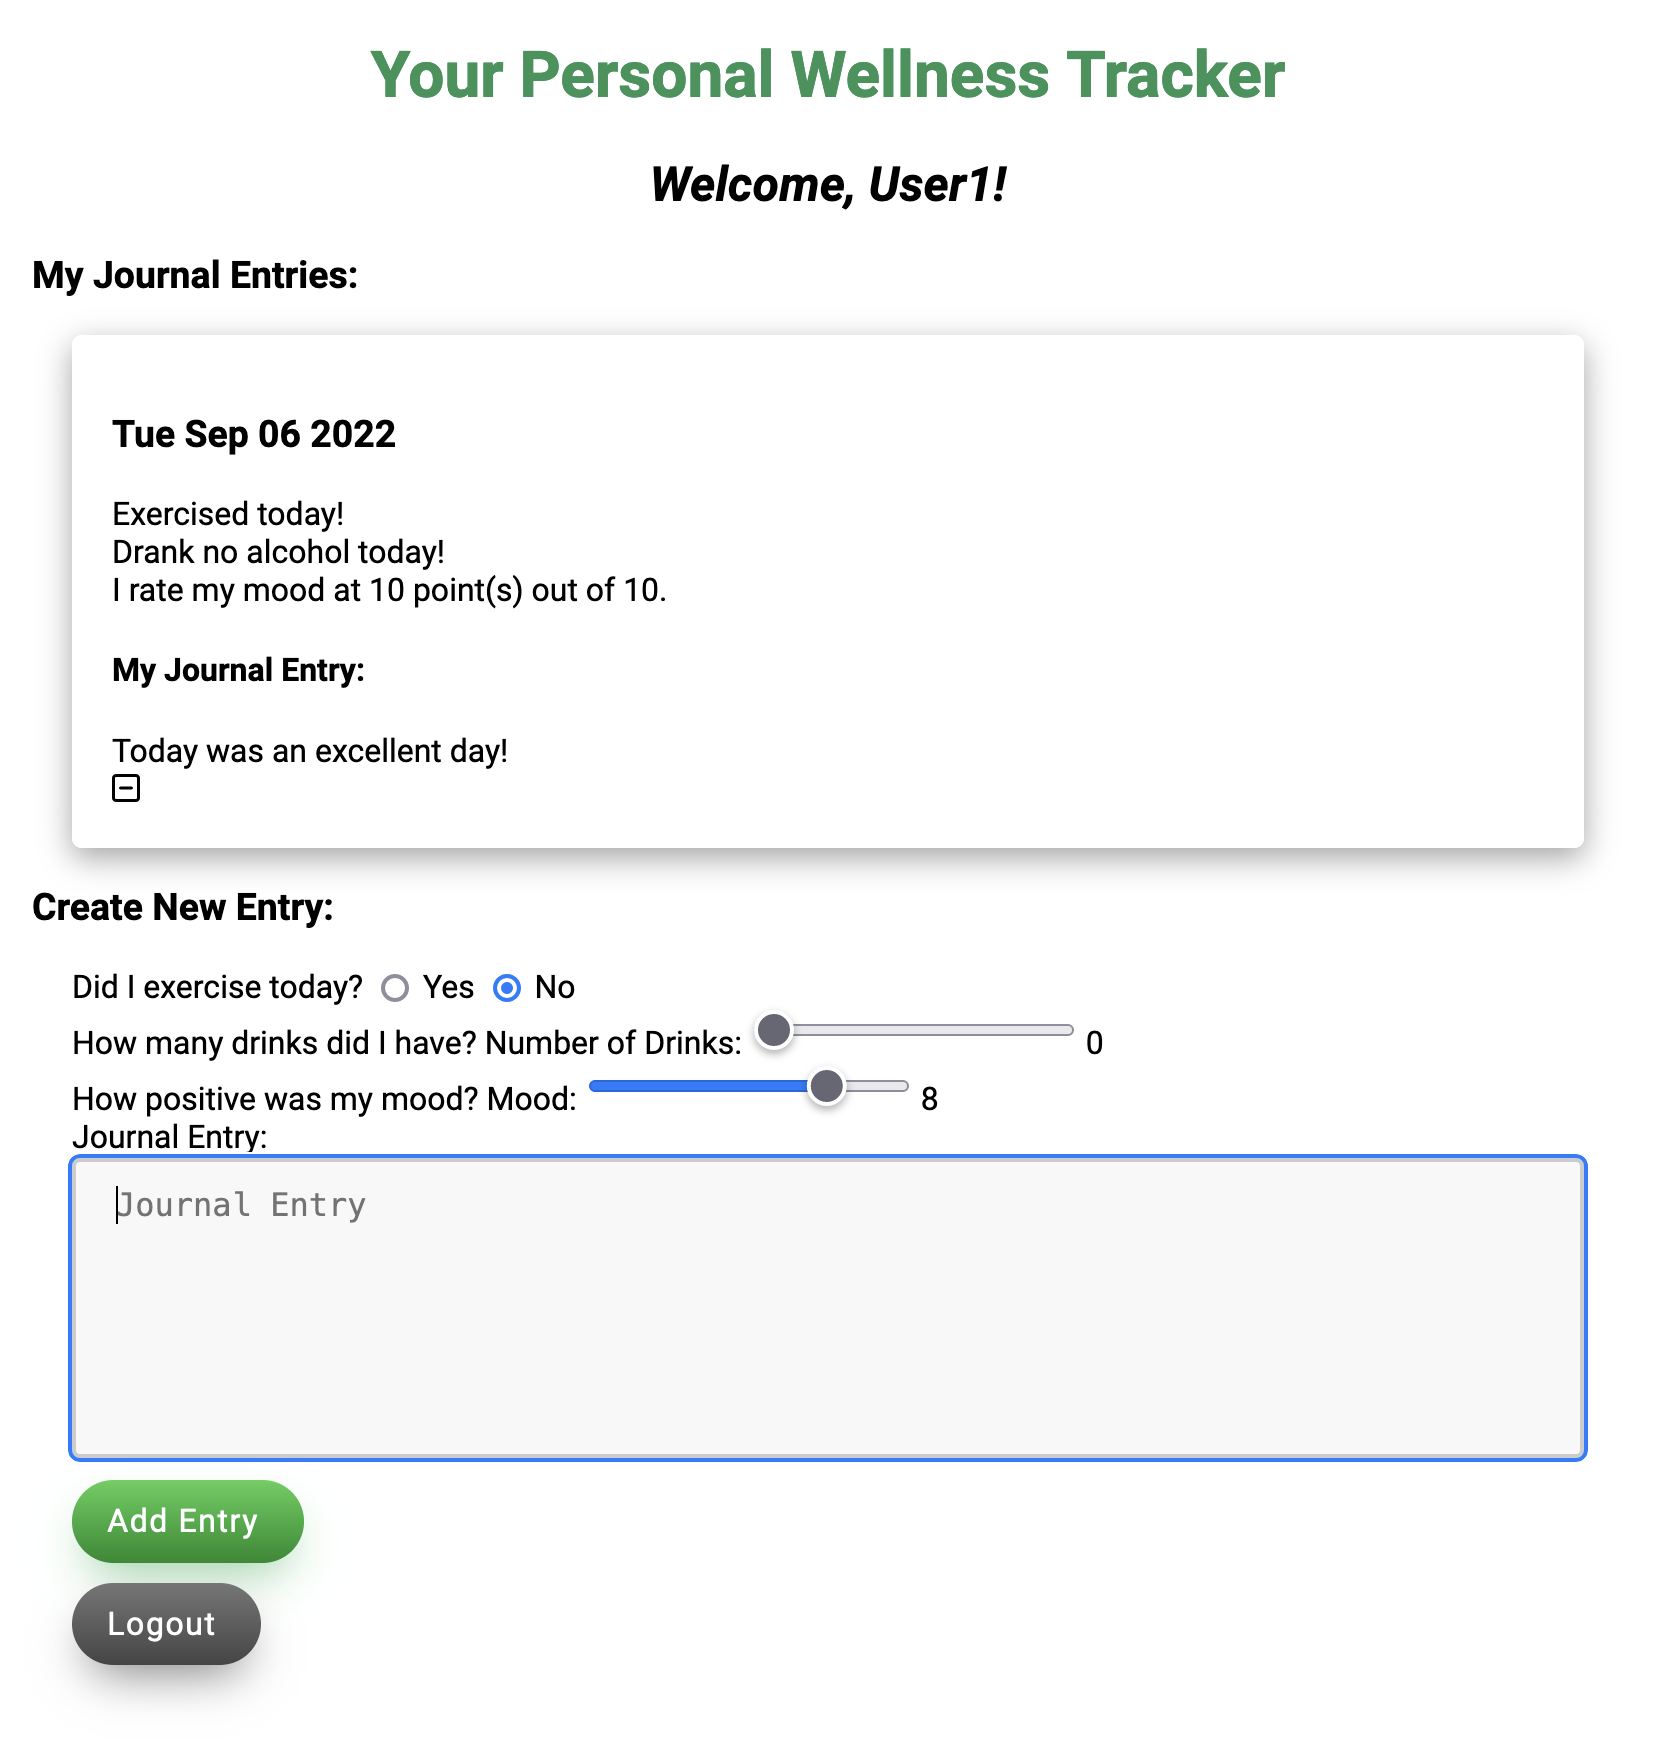 Your Personal Wellness Tracker
Welcome, User1!
My Journal Entries:
Tue Sep 06 2022
Exercised today!
Drank no alcohol today!
I rate my mood at 10 point(s) out of 10.
My Journal Entry:
Today was an excellent day!
Create New Entry:
Did I exercise today? Yes No
How many drinks did I have? Number of Drinks: 0
How positive was my mood? Mood: 8
Journal Entry:
Journal Entry
Add Entry
Logout